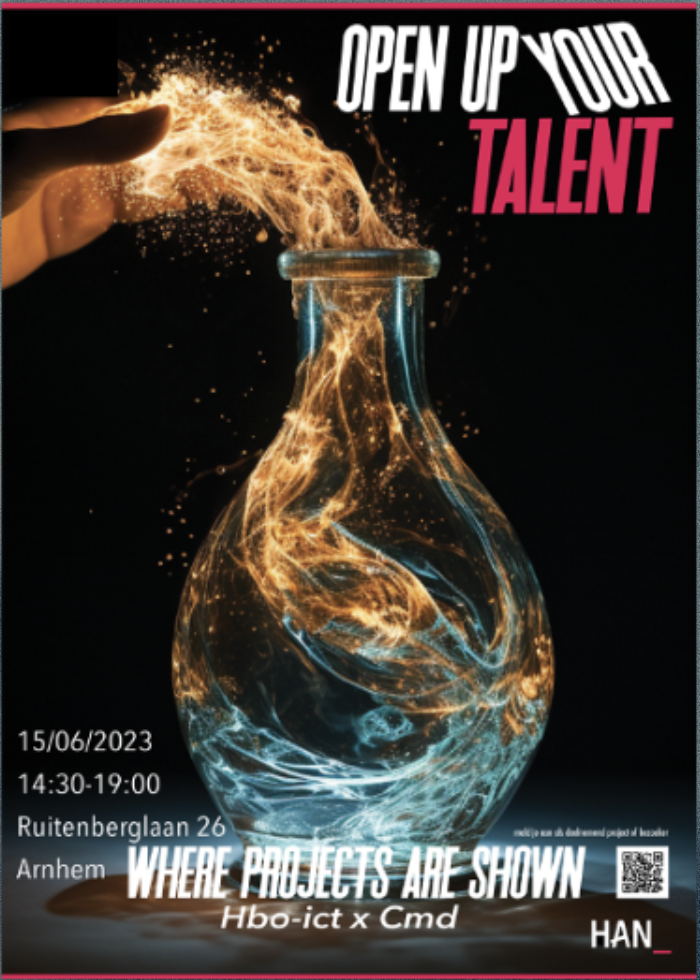 OPEN UP YOUR
TALENT
15/06/2023
14:30-19:00
Ruitenberglaan 26
Arnhem
meld je aan als deelnemend project of bezoeker
WHERE PROJECTS ARE SHOWN
Hbo-ict x Cmd
HAN_